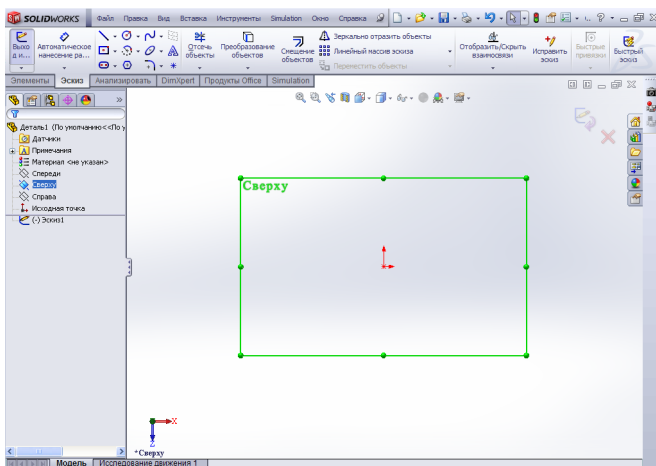 SOLIDWORKS Файл Правка Вид Вставка Инструменты Simulation Окно Справка
Выхо д и...
Автоматическое нанесение ра...
Отсечь объекты
Преобразование объектов
Смещение объектов
Зеркально отразить объекты
Линейный массив эскиза
Переместить объекты
Отобразить/Скрыть взаимосвязи
Исправить эскиз
Быстрые привязки
Быстрый эскиз
Элементы Эскиз Анализировать DimXpert Продукты Office Simulation
Деталь1 (По умолчанию<<По у
Датчики
Примечания
Материал <не указан>
Спереди
Сверху
Справа
Исходная точка
(-) Эскиз1
Сверху
X
Z
*Сверху
Модель Исследование движения 1